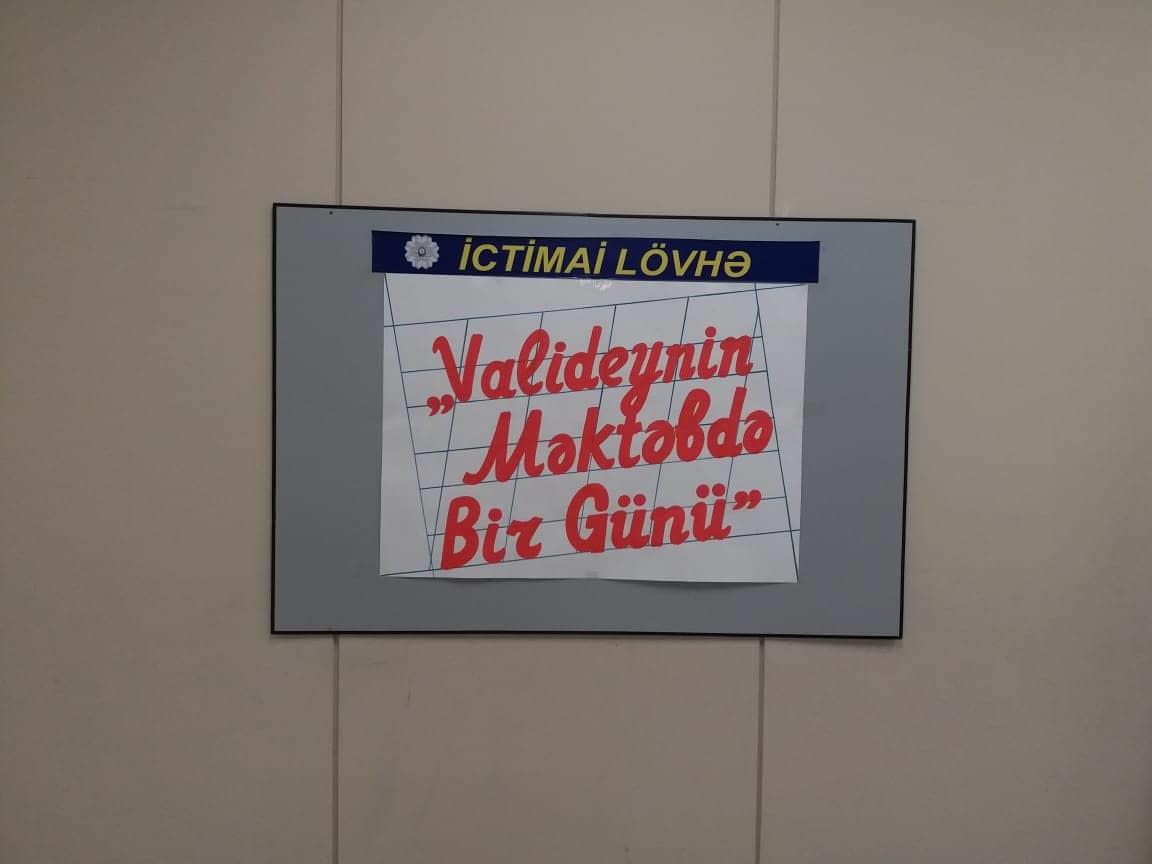 İCTİMAİ LÖVHƏ
„Valideynin
Məktəbdə
Bir Günü”